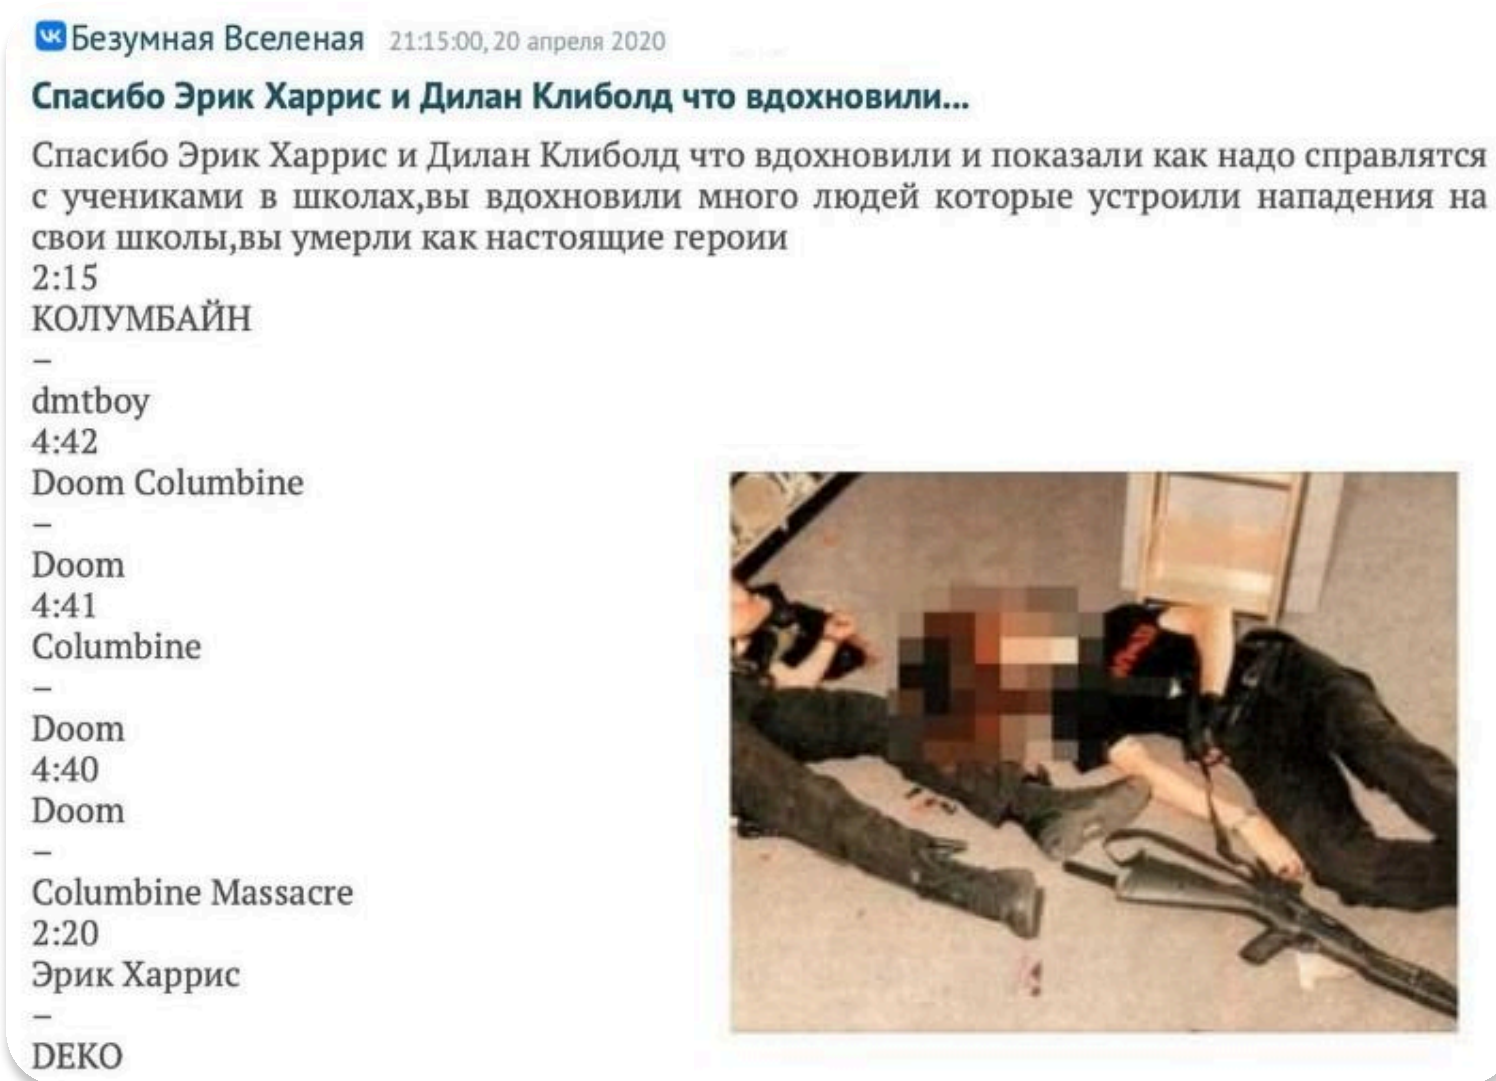 Безумная Вселеная 21:15:00, 20 апреля 2020
Спасибо Эрик Харрис и Дилан Клиболд что вдохновили...
Спасибо Эрик Харрис и Дилан Клиболд что вдохновили и показали как надо справлятся
с учениками в школах,вы вдохновили много людей которые устроили нападения на
свои школы,вы умерли как настоящие героии
2:15
КОЛУМБАЙН
–
dmtboy
4:42
Doom Columbine
–
Doom
4:41
Columbine
–
Doom
4:40
Doom
–
Columbine Massacre
2:20
Эрик Харрис
–
DEKO